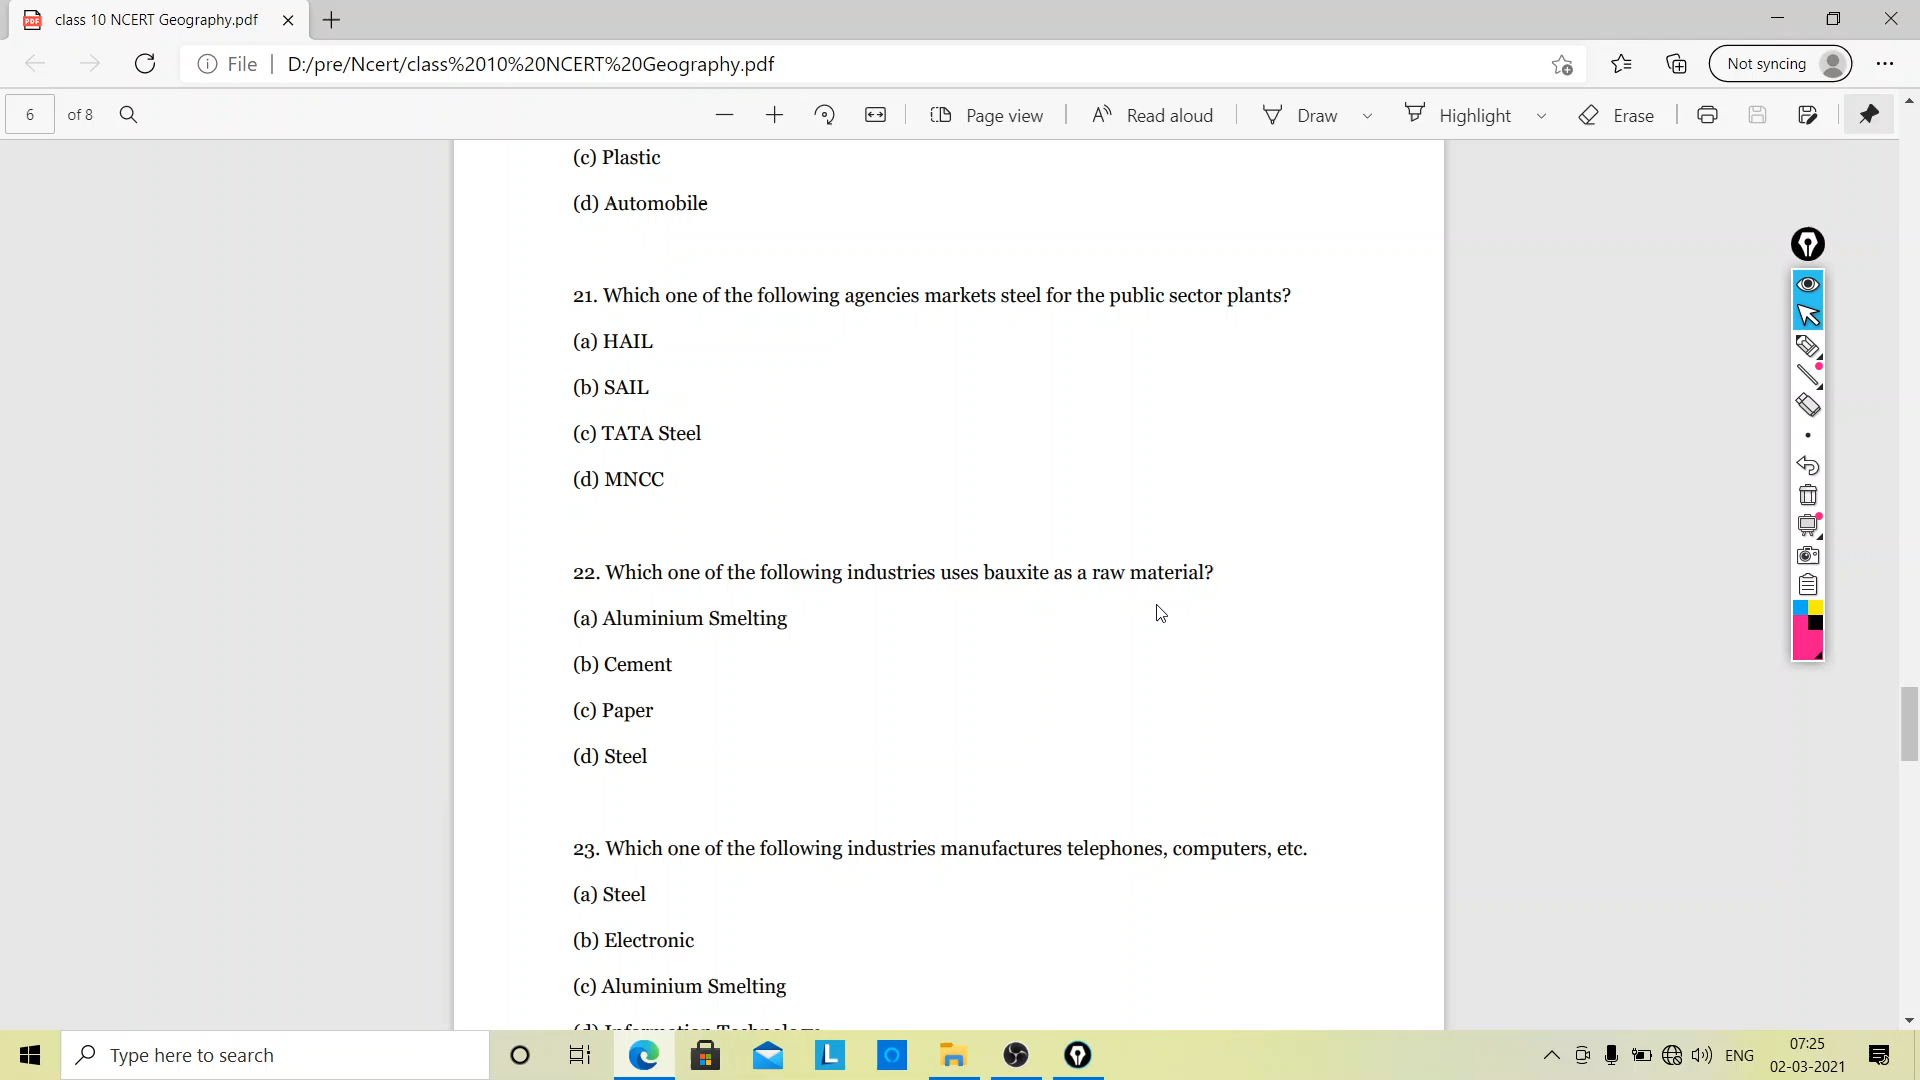 class 10 NCERT Geography.pdf
File
D:/pre/Ncert/class%2010%20NCERT%20Geography.pdf
Not syncing
6 of 8
Page view
Read aloud
Draw
Highlight
Erase
(c) Plastic
(d) Automobile
21. Which one of the following agencies markets steel for the public sector plants?
(a) HAIL
(b) SAIL
(c) TATA Steel
(d) MNCC
22. Which one of the following industries uses bauxite as a raw material?
(a) Aluminium Smelting
(b) Cement
(c) Paper
(d) Steel
23. Which one of the following industries manufactures telephones, computers, etc.
(a) Steel
(b) Electronic
(c) Aluminium Smelting
(d) Information Technology
Type here to search
L
ENG
07:25
02-03-2021